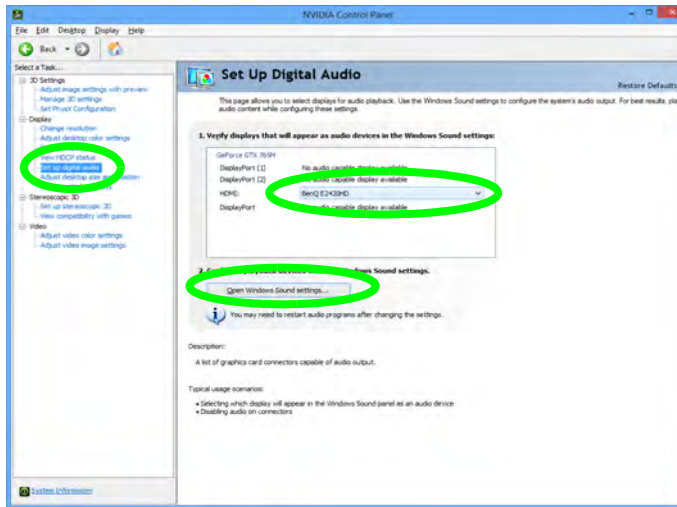 NVIDIA Control Panel
File Edit Desktop Display Help
Back
Select a Task...
3D Settings
Adjust image settings with preview
Manage 3D settings
Set PhysX Configuration
Display
Change resolution
Adjust desktop color settings
View HDCP status
Set up digital audio
Adjust desktop size and position
Stereoscopic 3D
Set up stereoscopic 3D
View compatibility with games
Video
Adjust video color settings
Adjust video image settings
System Information
Set Up Digital Audio
Restore Defaults
This page allows you to select displays for audio playback. Use the Windows Sound settings to configure the system's audio output. For best results, pla
audio content while configuring these settings.
1. Verify displays that will appear as audio devices in the Windows Sound settings:
GeForce GTX 765M
DisplayPort (1) No audio capable display available
DisplayPort (2) audio capable display available
HDMI: BenQ E2420HD
DisplayPort audio capable display available
2. Windows Sound settings.
Open Windows Sound settings...
You may need to restart audio programs after changing the settings.
Description:
A list of graphics card connectors capable of audio output.
Typical usage scenarios:
• Selecting which display will appear in the Windows Sound panel as an audio device
• Disabling audio on connectors